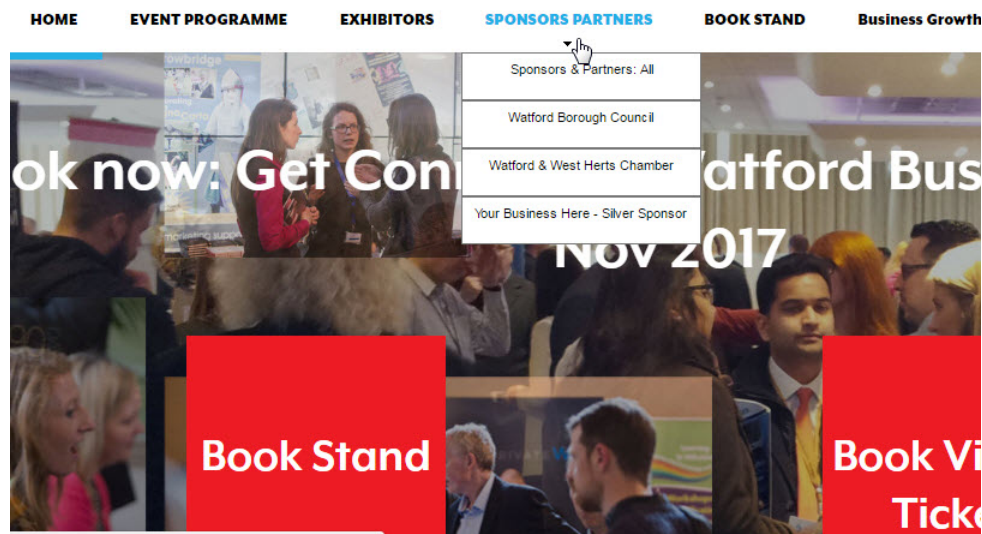 HOME EVENT PROGRAMME EXHIBITORS SPONSORS PARTNERS BOOK STAND Business Growth
Sponsors & Partners: All
Watford Borough Council
Watford & West Herts Chamber
Your Business Here - Silver Sponsor
ok now: Get Con atford Bus
Nov 2017
Book Stand
Book Vi
Ticke